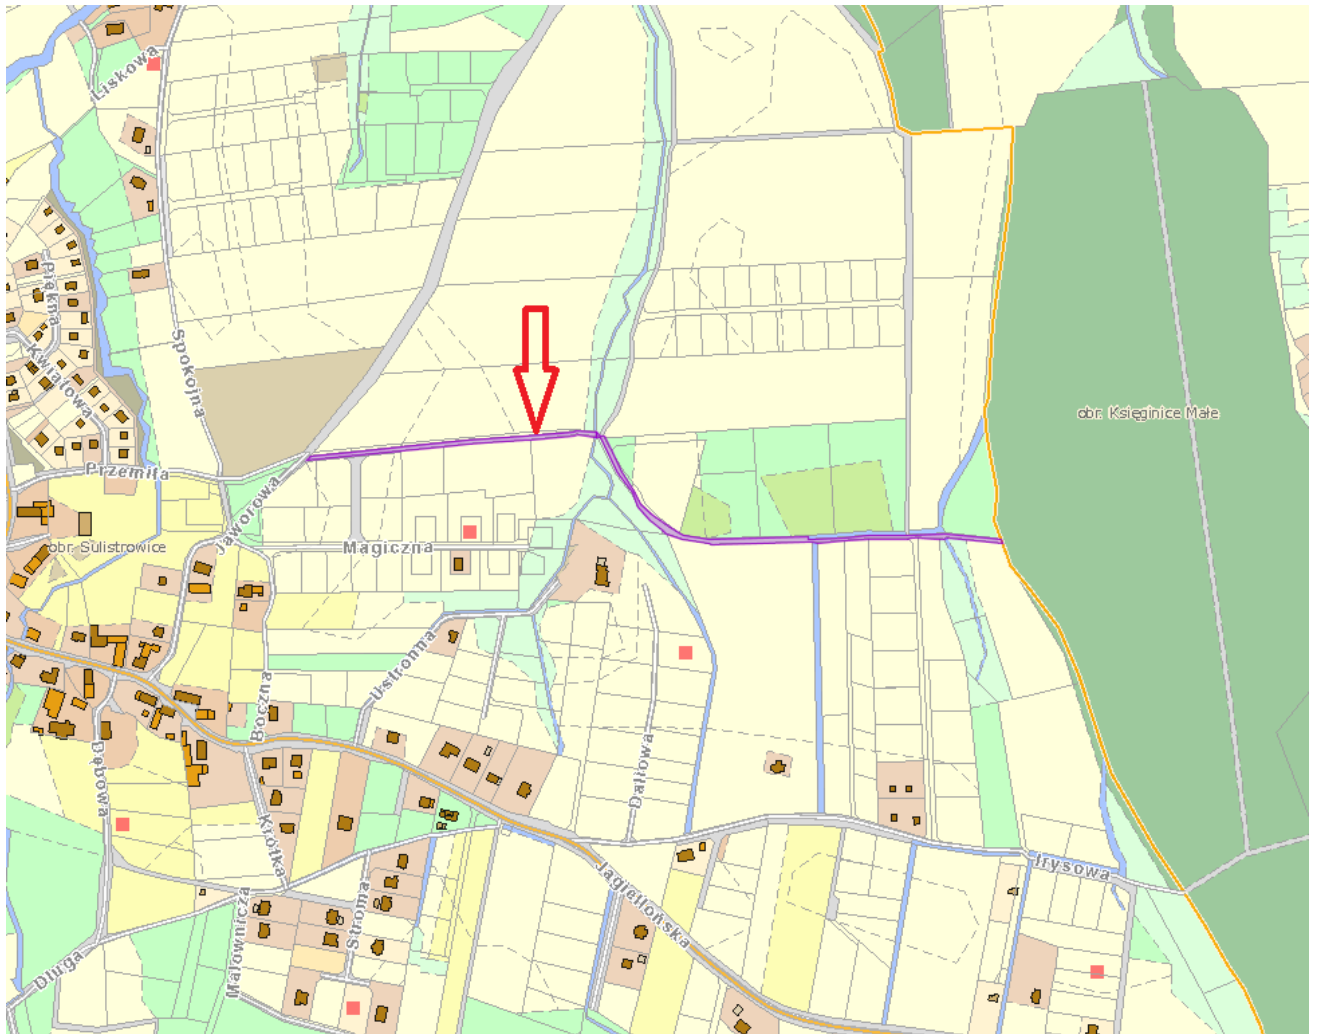 Liskowa
Piękna
Kwiatowa
Spokojna
obr. Księginice Małe
Przemiła
Jaworowa
obr. Sulistrowice
Magiczna
Ustronna
Boczna
Dębowa
Daliowa
Krótka
Irysowa
Jagiellońska
Stroma
Malownicza
Długa